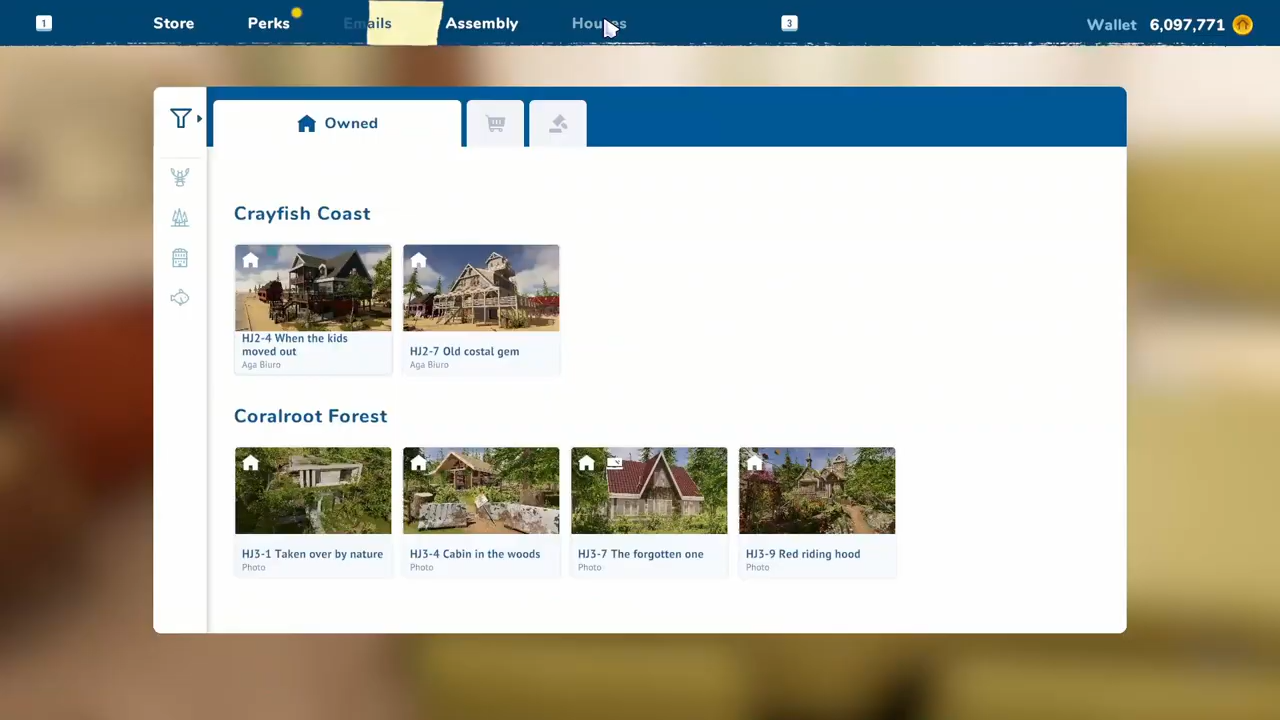 1
Store
Perks
Emails
Assembly
Houses
3
Wallet 6,097,771
Owned
Crayfish Coast
HJ2-4 When the kids
moved out
Aga Biuro
HJ2-7 Old costal gem
Aga Biuro
Coralroot Forest
HJ3-1 Taken over by nature
Photo
HJ3-4 Cabin in the woods
Photo
HJ3-7 The forgotten one
Photo
HJ3-9 Red riding hood
Photo